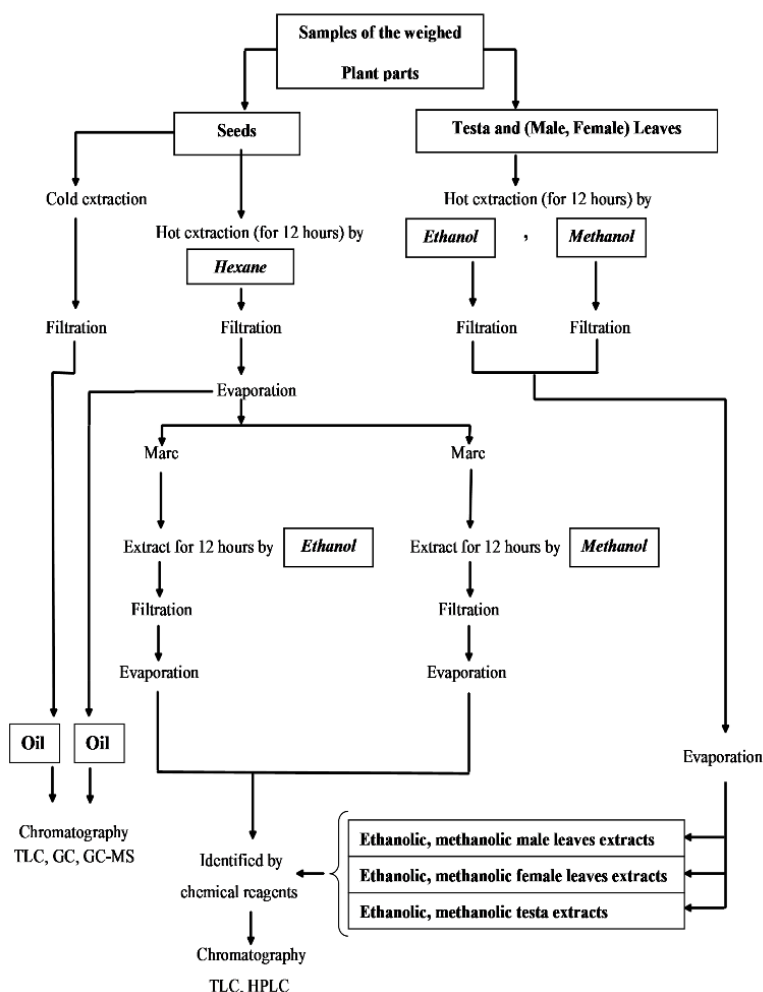 Samples of the weighed
Plant parts
Seeds
Testa and (Male, Female) Leaves
Cold extraction
Hot extraction (for 12 hours) by
Hot extraction (for 12 hours) by
Ethanol , Methanol
Hexane
Filtration
Filtration
Filtration
Filtration
Evaporation
Marc
Marc
Extract for 12 hours by Ethanol
Extract for 12 hours by Methanol
Filtration
Filtration
Evaporation
Evaporation
Oil
Oil
Evaporation
Chromatography
TLC, GC, GC-MS
Identified by
chemical reagents
Ethanolic, methanolic male leaves extracts
Ethanolic, methanolic female leaves extracts
Ethanolic, methanolic testa extracts
Chromatography
TLC, HPLC